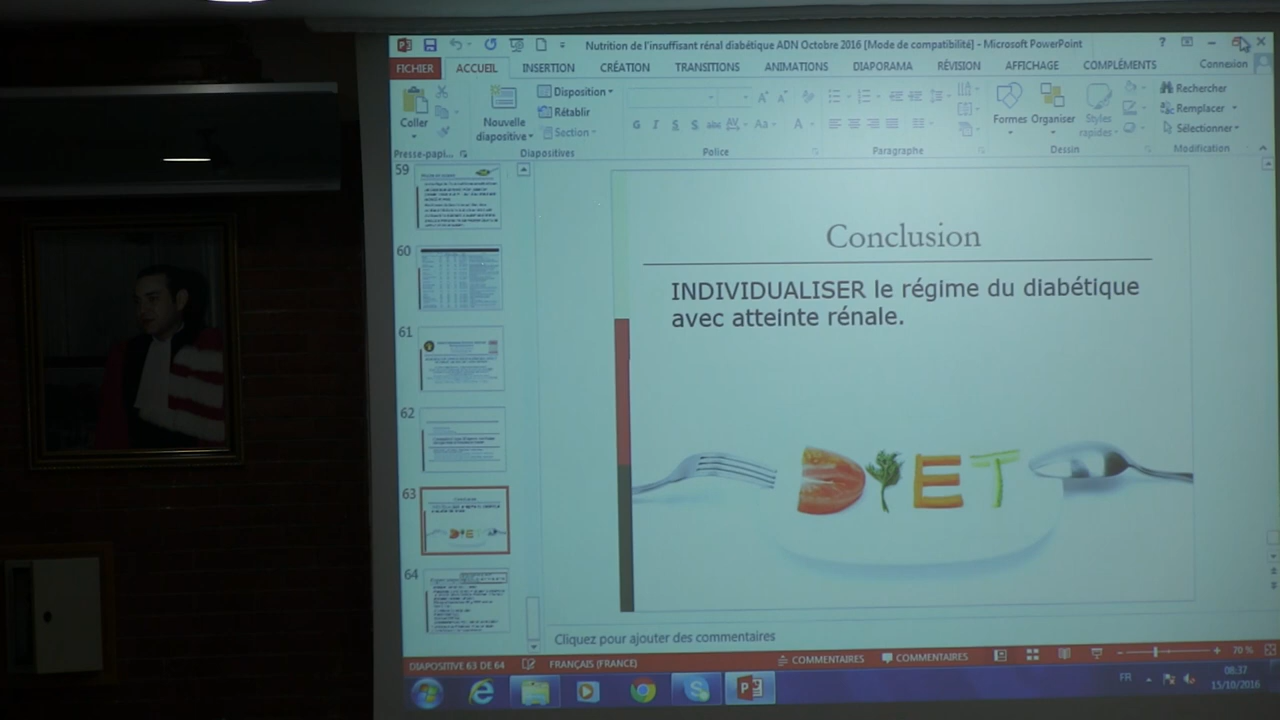 Nutrition de l'insuffisant rénal diabétique ADN Octobre 2016 [Mode de compatibilité] - Microsoft PowerPoint
?
FICHIER ACCUEIL INSERTION CRÉATION TRANSITIONS ANIMATIONS DIAPORAMA RÉVISION AFFICHAGE COMPLÉMENTS Connexion
Coller
Nouvelle
diapositive
Disposition
Rétablir
Section
G I S S abc AV Aa A
Formes Organiser Styles
rapides
Rechercher
Remplacer
Sélectionner
Presse-papi... Diapositives Police Paragraphe Dessin Modification
59
60
61
62
63
64
Conclusion
INDIVIDUALISER le régime du diabétique
avec atteinte rénale.
DIET
Cliquez pour ajouter des commentaires
DIAPOSITIVE 63 DE 64 FRANÇAIS (FRANCE) COMMENTAIRES COMMENTAIRES 70 %
FR 08:37
15/10/2016